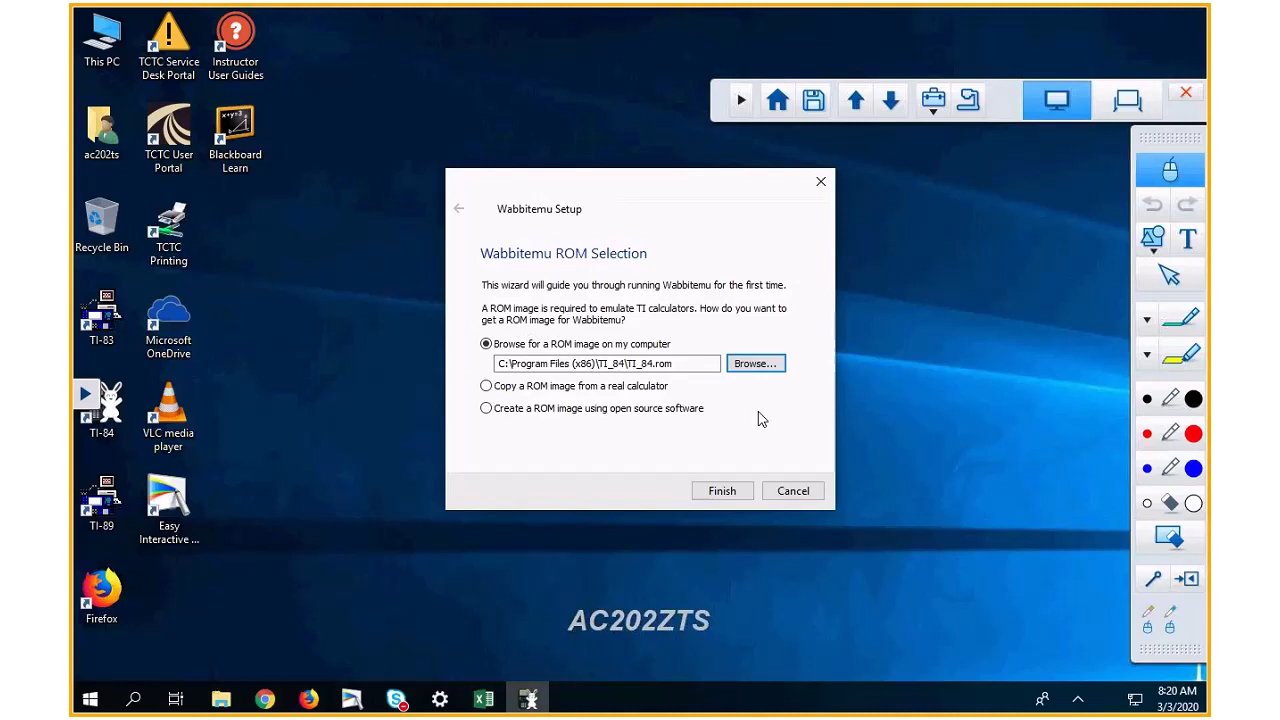 This PC
TCTC Service
Desk Portal
Instructor
User Guides
ac202ts
TCTC User
Portal
Blackboard
Learn
x+y=3
Recycle Bin
TCTC
Printing
TI-83
Microsoft
OneDrive
TI-84
VLC media
player
TI-89
Easy
Interactive ...
Firefox
Wabbitemu Setup
Wabbitemu ROM Selection
This wizard will guide you through running Wabbitemu for the first time.
A ROM image is required to emulate TI calculators. How do you want to
get a ROM image for Wabbitemu?
Browse for a ROM image on my computer
C:\Program Files (x86)\TI_84\TI_84.rom
Browse...
Copy a ROM image from a real calculator
Create a ROM image using open source software
Finish
Cancel
T
AC202ZTS
8:20 AM
3/3/2020